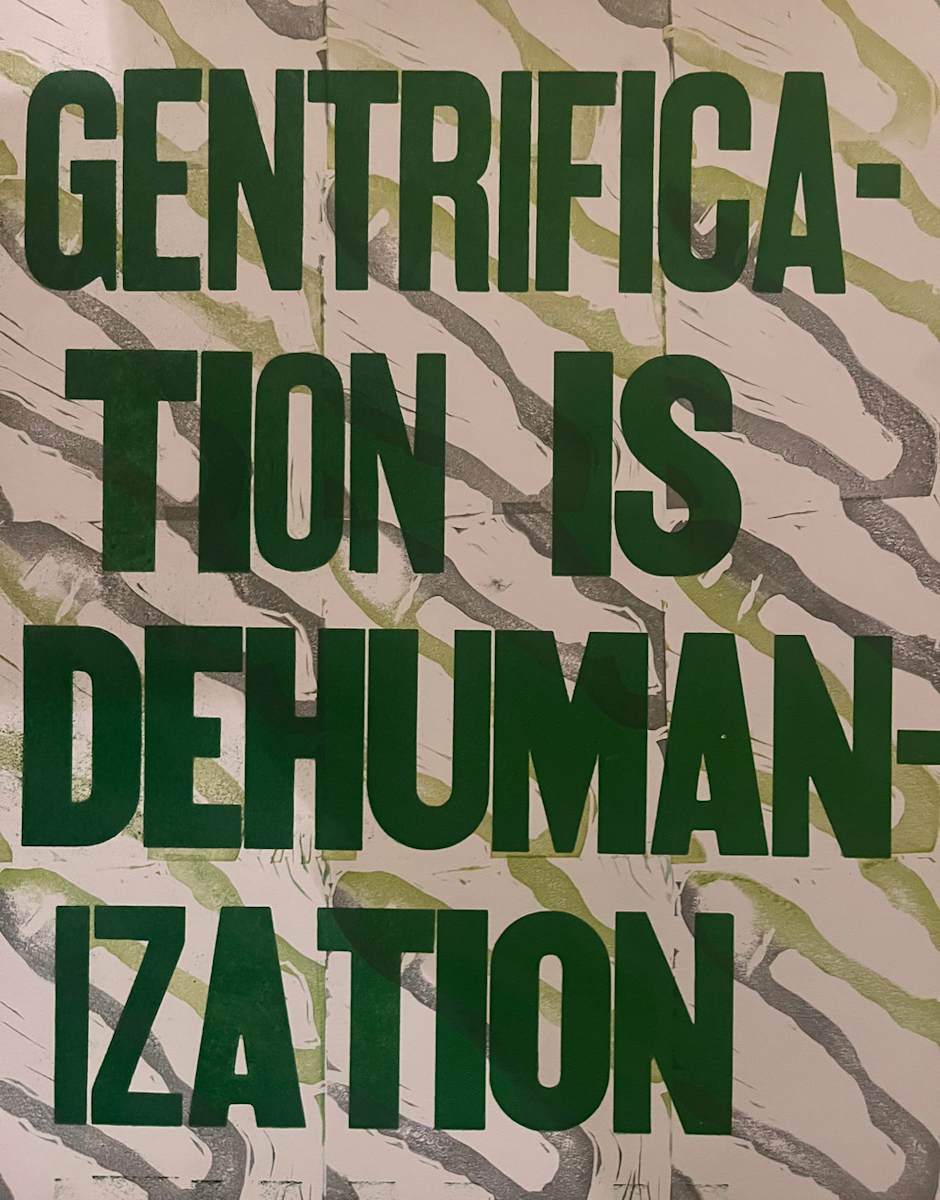 GENTRIFICA-
TION IS
DEHUMAN-
IZATION